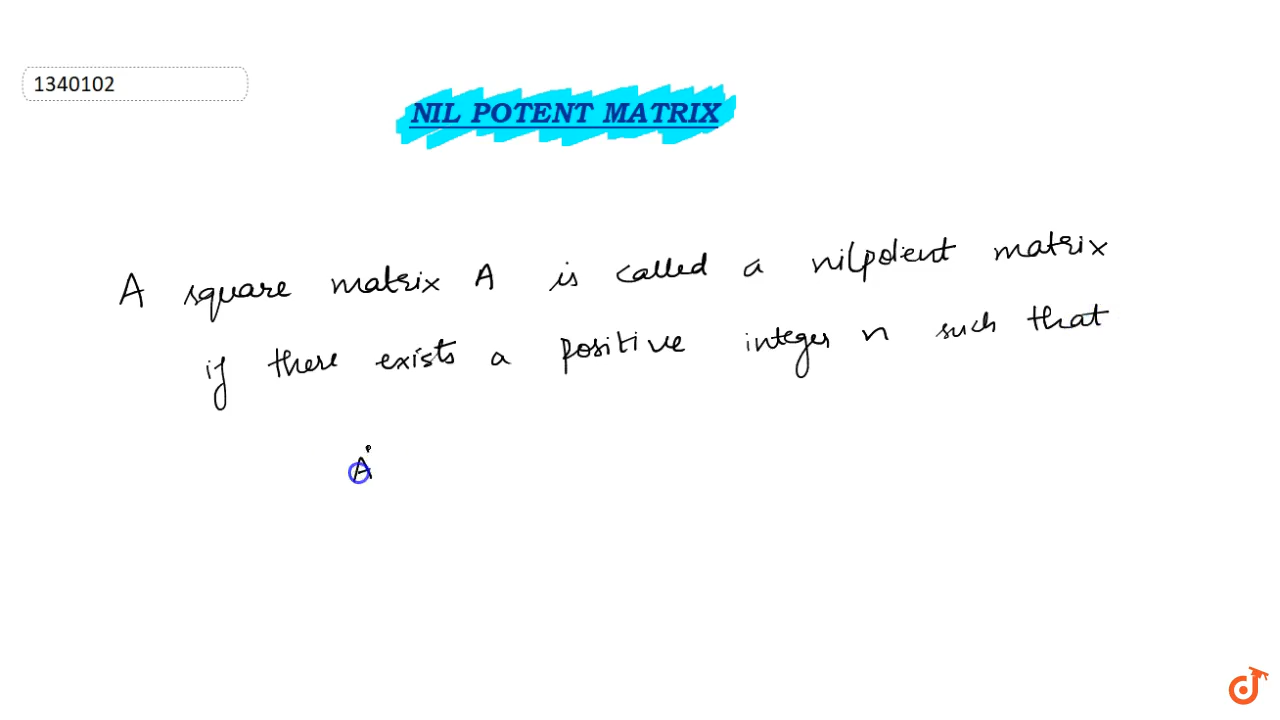 1340102
NIL POTENT MATRIX
A square matrix A is called a nilpotent matrix
if there exists a positive integer n such that
A